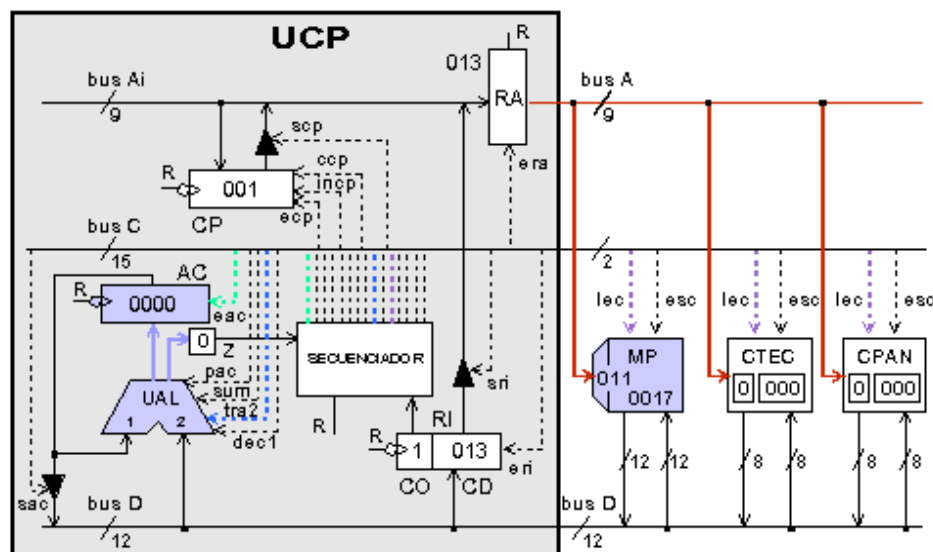 UCP
R
013
RA
bus Ai
9
bus A
9
scp
ccp
incp
ecp
era
R
001
CP
bus C
15
2
AC
R
0000
eac
0
Z
pac
sum
tra2
dec1
UAL
1 2
SECUENCIADOR
R
sri
R
RI
1 013
CO CD
eri
sac
bus D
12
bus D
12
lec
esc
lec
esc
lec
esc
MP
011
0017
CTEC
0 000
CPAN
0 000
12
12
8
8
8
8